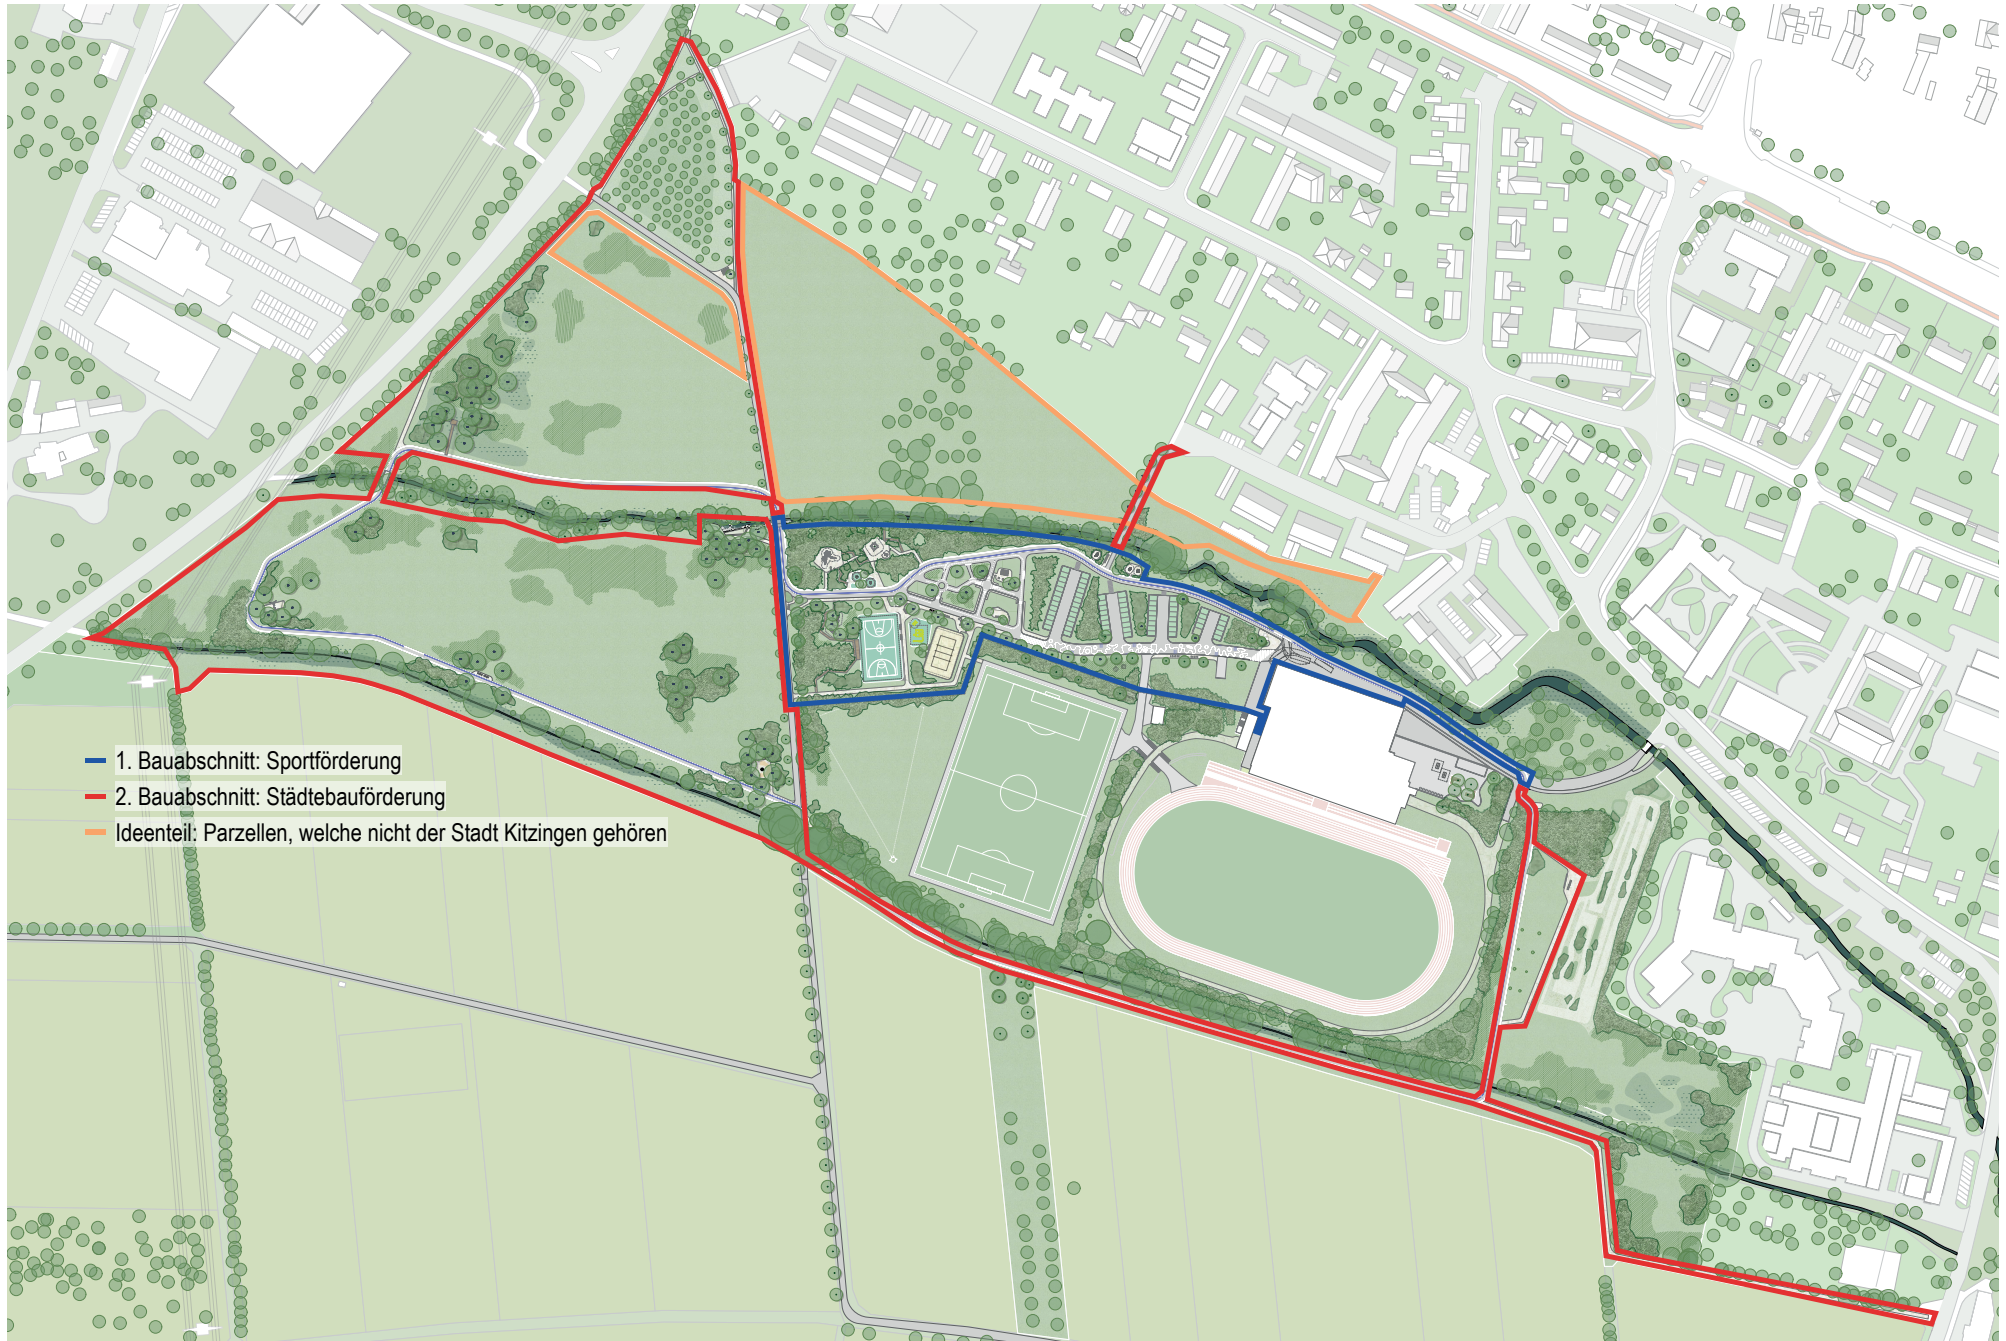 1. Bauabschnitt: Sportförderung
2. Bauabschnitt: Städtebauförderung
Ideenteil: Parzellen, welche nicht der Stadt Kitzingen gehören